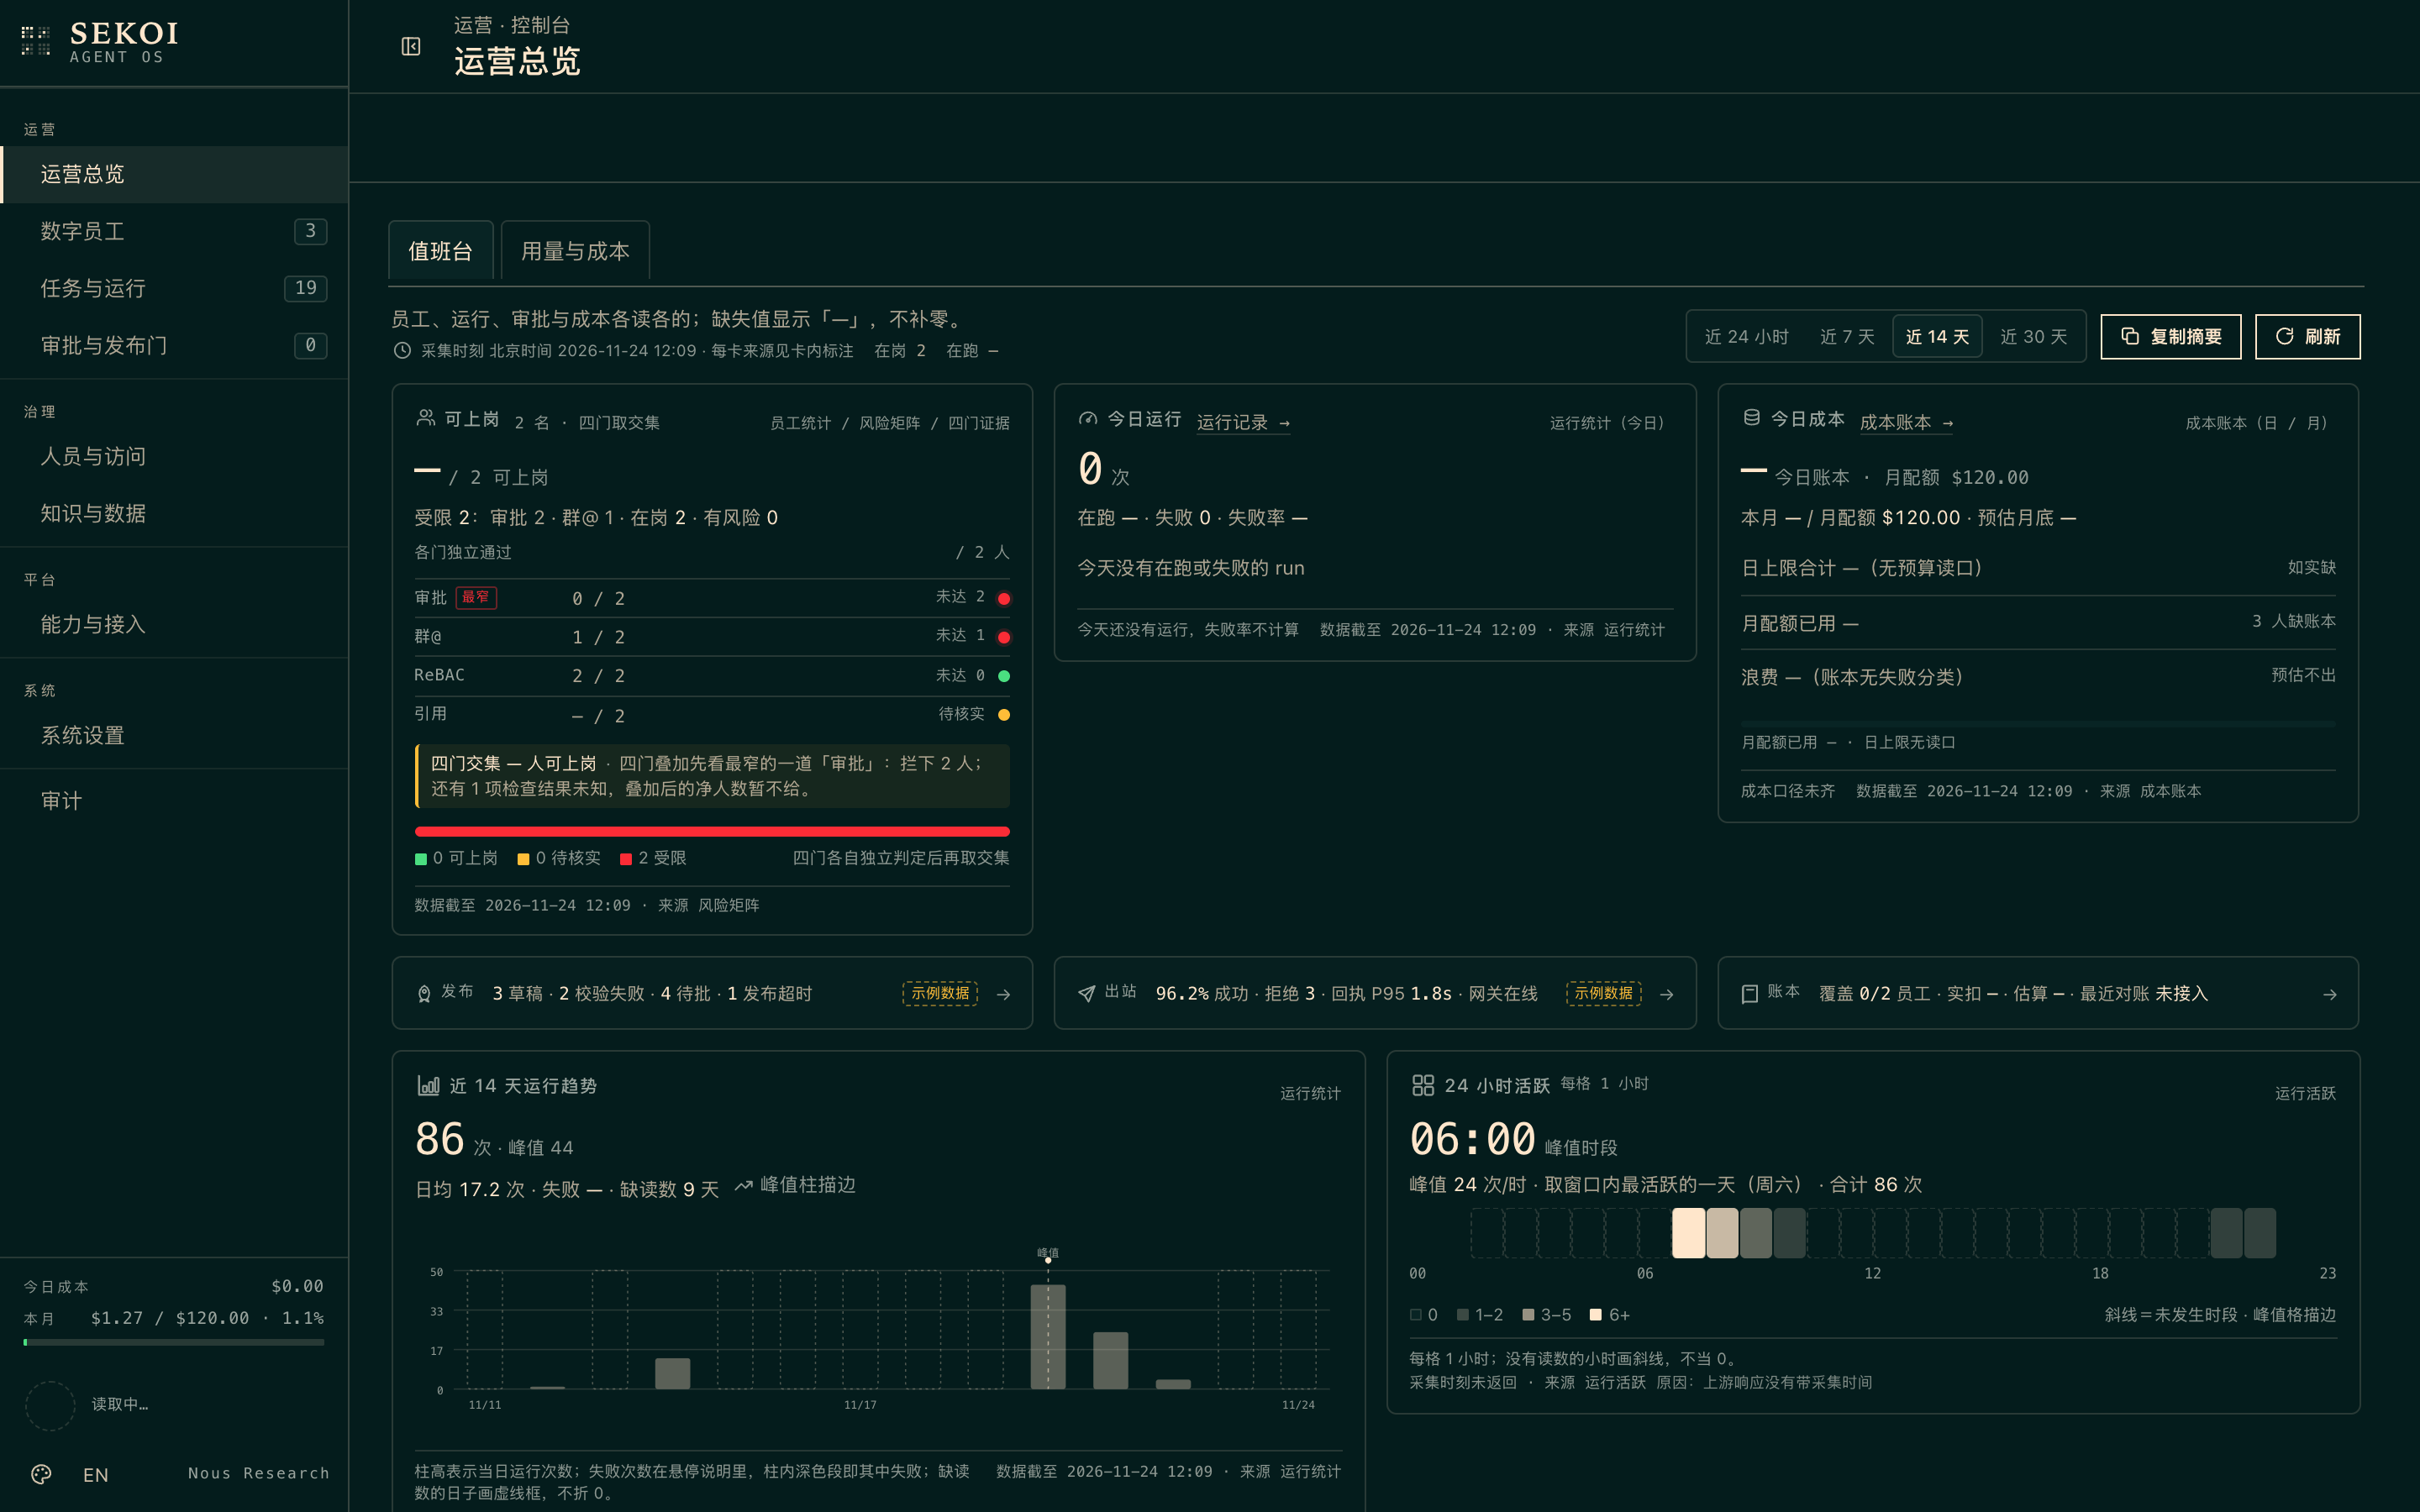 SEKOI
AGENT OS
运营
运营总览
数字员工 3
任务与运行 19
审批与发布门 0
治理
人员与访问
知识与数据
平台
能力与接入
系统
系统设置
审计
今日成本 $0.00
本月 $1.27 / $120.00 · 1.1%
读取中…
EN Nous Research
运营 · 控制台
运营总览
值班台 用量与成本
员工、运行、审批与成本各读各的；缺失值显示「—」，不补零。
采集时刻 北京时间 2026-11-24 12:09 · 每卡来源见卡内标注 在岗 2 在跑 —
近 24 小时 近 7 天 近 14 天 近 30 天 复制摘要 刷新
可上岗 2 名 · 四门取交集 员工统计 / 风险矩阵 / 四门证据
— / 2 可上岗
受限 2：审批 2 · 群@ 1 · 在岗 2 · 有风险 0
各门独立通过 / 2 人
审批 最窄 0 / 2 未达 2
群@ 1 / 2 未达 1
ReBAC 2 / 2 未达 0
引用 — / 2 待核实
四门交集 — 人可上岗 · 四门叠加先看最窄的一道「审批」：拦下 2 人；
还有 1 项检查结果未知，叠加后的净人数暂不给。
0 可上岗 0 待核实 2 受限 四门各自独立判定后再取交集
数据截至 2026-11-24 12:09 · 来源 风险矩阵
今日运行 运行记录 → 运行统计（今日）
0 次
在跑 — · 失败 0 · 失败率 —
今天没有在跑或失败的 run
今天还没有运行，失败率不计算 数据截至 2026-11-24 12:09 · 来源 运行统计
今日成本 成本账本 → 成本账本（日 / 月）
— 今日账本 · 月配额 $120.00
本月 — / 月配额 $120.00 · 预估月底 —
日上限合计 —（无预算读口） 如实缺
月配额已用 — 3 人缺账本
浪费 —（账本无失败分类） 预估不出
月配额已用 — · 日上限无读口
成本口径未齐 数据截至 2026-11-24 12:09 · 来源 成本账本
发布 3 草稿 · 2 校验失败 · 4 待批 · 1 发布超时 示例数据 →
出站 96.2% 成功 · 拒绝 3 · 回执 P95 1.8s · 网关在线 示例数据 →
账本 覆盖 0/2 员工 · 实扣 — · 估算 — · 最近对账 未接入 →
近 14 天运行趋势 运行统计
86 次 · 峰值 44
日均 17.2 次 · 失败 — · 缺读数 9 天 峰值柱描边
峰值
50
33
17
0
11/11 11/17 11/24
柱高表示当日运行次数；失败次数在悬停说明里，柱内深色段即其中失败；缺读
数的日子画虚线框，不折 0。
数据截至 2026-11-24 12:09 · 来源 运行统计
24 小时活跃 每格 1 小时 运行活跃
06:00 峰值时段
峰值 24 次/时 · 取窗口内最活跃的一天（周六） · 合计 86 次
00 06 12 18 23
0 1–2 3–5 6+ 斜线＝未发生时段 · 峰值格描边
每格 1 小时；没有读数的小时画斜线，不当 0。
采集时刻未返回 · 来源 运行活跃 原因：上游响应没有带采集时间